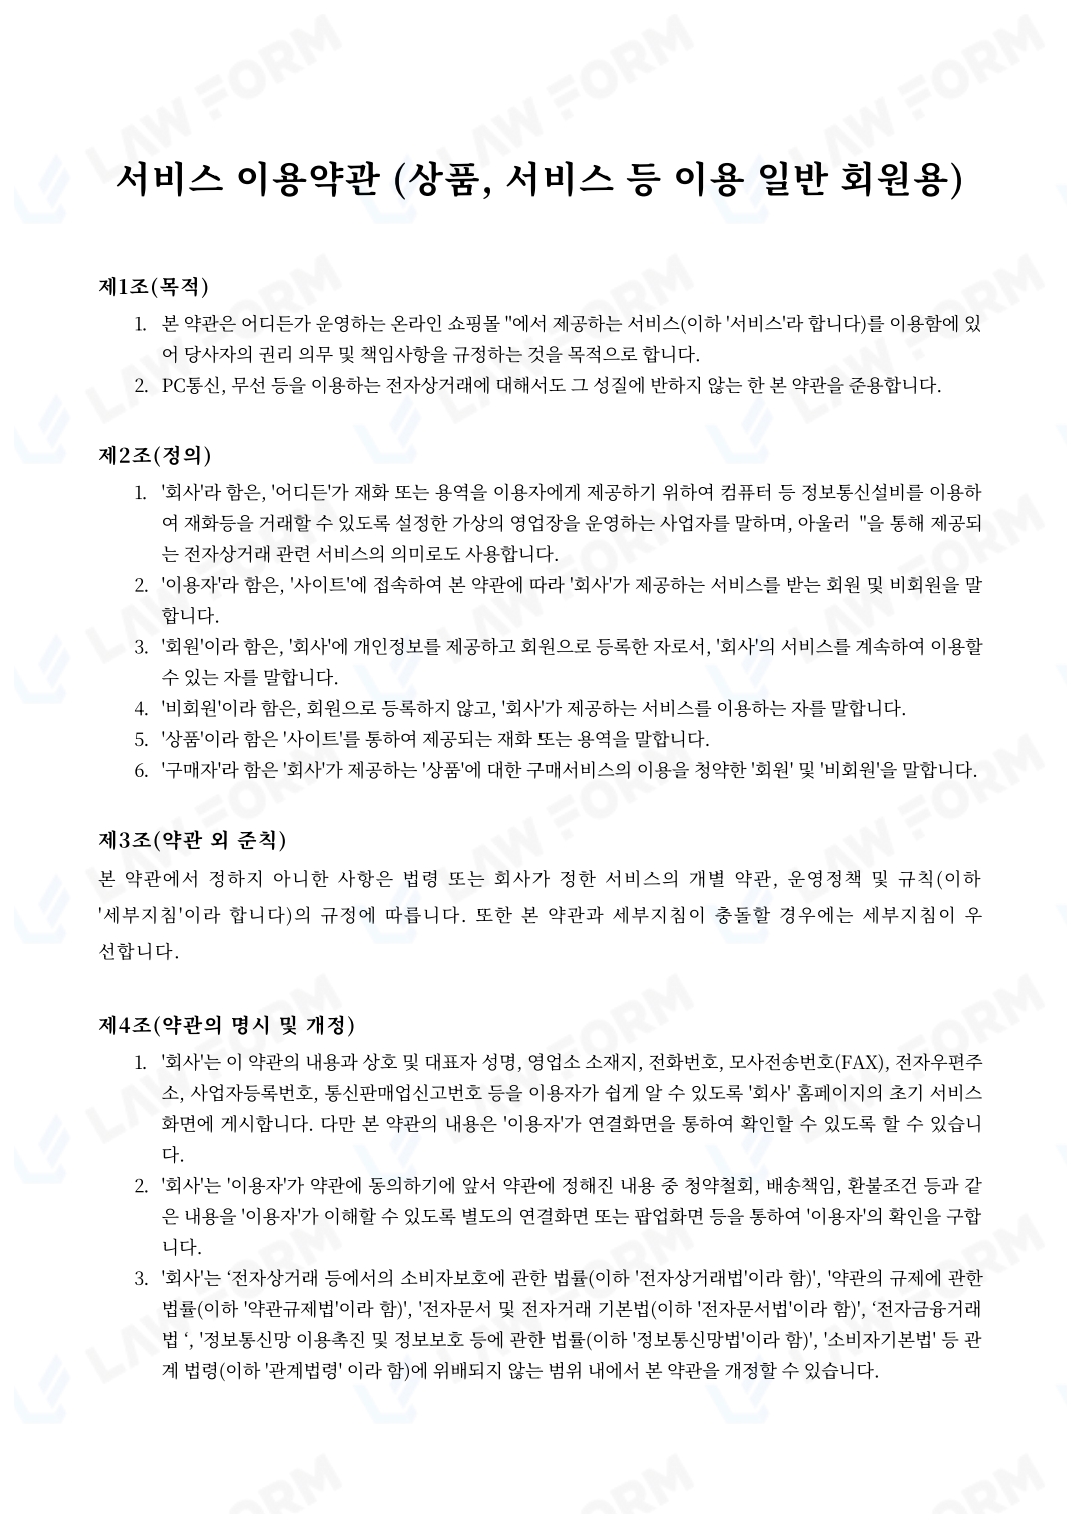 서비스 이용약관 (상품, 서비스 등 이용 일반 회원용)
제1조(목적)
1. 본 약관은 어디든가 운영하는 온라인 쇼핑몰 ''에서 제공하는 서비스(이하 '서비스'라 합니다)를 이용함에 있
어 당사자의 권리 의무 및 책임사항을 규정하는 것을 목적으로 합니다.
2. PC통신, 무선 등을 이용하는 전자상거래에 대해서도 그 성질에 반하지 않는 한 본 약관을 준용합니다.
제2조(정의)
1. '회사'라 함은, '어디든'가 재화 또는 용역을 이용자에게 제공하기 위하여 컴퓨터 등 정보통신설비를 이용하
여 재화등을 거래할 수 있도록 설정한 가상의 영업장을 운영하는 사업자를 말하며, 아울러 ''을 통해 제공되
는 전자상거래 관련 서비스의 의미로도 사용합니다.
2. '이용자'라 함은, '사이트'에 접속하여 본 약관에 따라 '회사'가 제공하는 서비스를 받는 회원 및 비회원을 말
합니다.
3. '회원'이라 함은, '회사'에 개인정보를 제공하고 회원으로 등록한 자로서, '회사'의 서비스를 계속하여 이용할
수 있는 자를 말합니다.
4. '비회원'이라 함은, 회원으로 등록하지 않고, '회사'가 제공하는 서비스를 이용하는 자를 말합니다.
5. '상품'이라 함은 '사이트'를 통하여 제공되는 재화 또는 용역을 말합니다.
6. '구매자'라 함은 '회사'가 제공하는 '상품'에 대한 구매서비스의 이용을 청약한 '회원' 및 '비회원'을 말합니다.
제3조(약관 외 준칙)
본 약관에서 정하지 아니한 사항은 법령 또는 회사가 정한 서비스의 개별 약관, 운영정책 및 규칙(이하
'세부지침'이라 합니다)의 규정에 따릅니다. 또한 본 약관과 세부지침이 충돌할 경우에는 세부지침이 우
선합니다.
제4조(약관의 명시 및 개정)
1. '회사'는 이 약관의 내용과 상호 및 대표자 성명, 영업소 소재지, 전화번호, 모사전송번호(FAX), 전자우편주
소, 사업자등록번호, 통신판매업신고번호 등을 이용자가 쉽게 알 수 있도록 '회사' 홈페이지의 초기 서비스
화면에 게시합니다. 다만 본 약관의 내용은 '이용자'가 연결화면을 통하여 확인할 수 있도록 할 수 있습니
다.
2. '회사'는 '이용자'가 약관에 동의하기에 앞서 약관에 정해진 내용 중 청약철회, 배송책임, 환불조건 등과 같
은 내용을 '이용자'가 이해할 수 있도록 별도의 연결화면 또는 팝업화면 등을 통하여 '이용자'의 확인을 구합
니다.
3. '회사'는 ‘전자상거래 등에서의 소비자보호에 관한 법률(이하 '전자상거래법'이라 함)', '약관의 규제에 관한
법률(이하 '약관규제법'이라 함)', '전자문서 및 전자거래 기본법(이하 '전자문서법'이라 함)', ‘전자금융거래
법 ‘, '정보통신망 이용촉진 및 정보보호 등에 관한 법률(이하 '정보통신망법'이라 함)', '소비자기본법' 등 관
계 법령(이하 '관계법령' 이라 함)에 위배되지 않는 범위 내에서 본 약관을 개정할 수 있습니다.